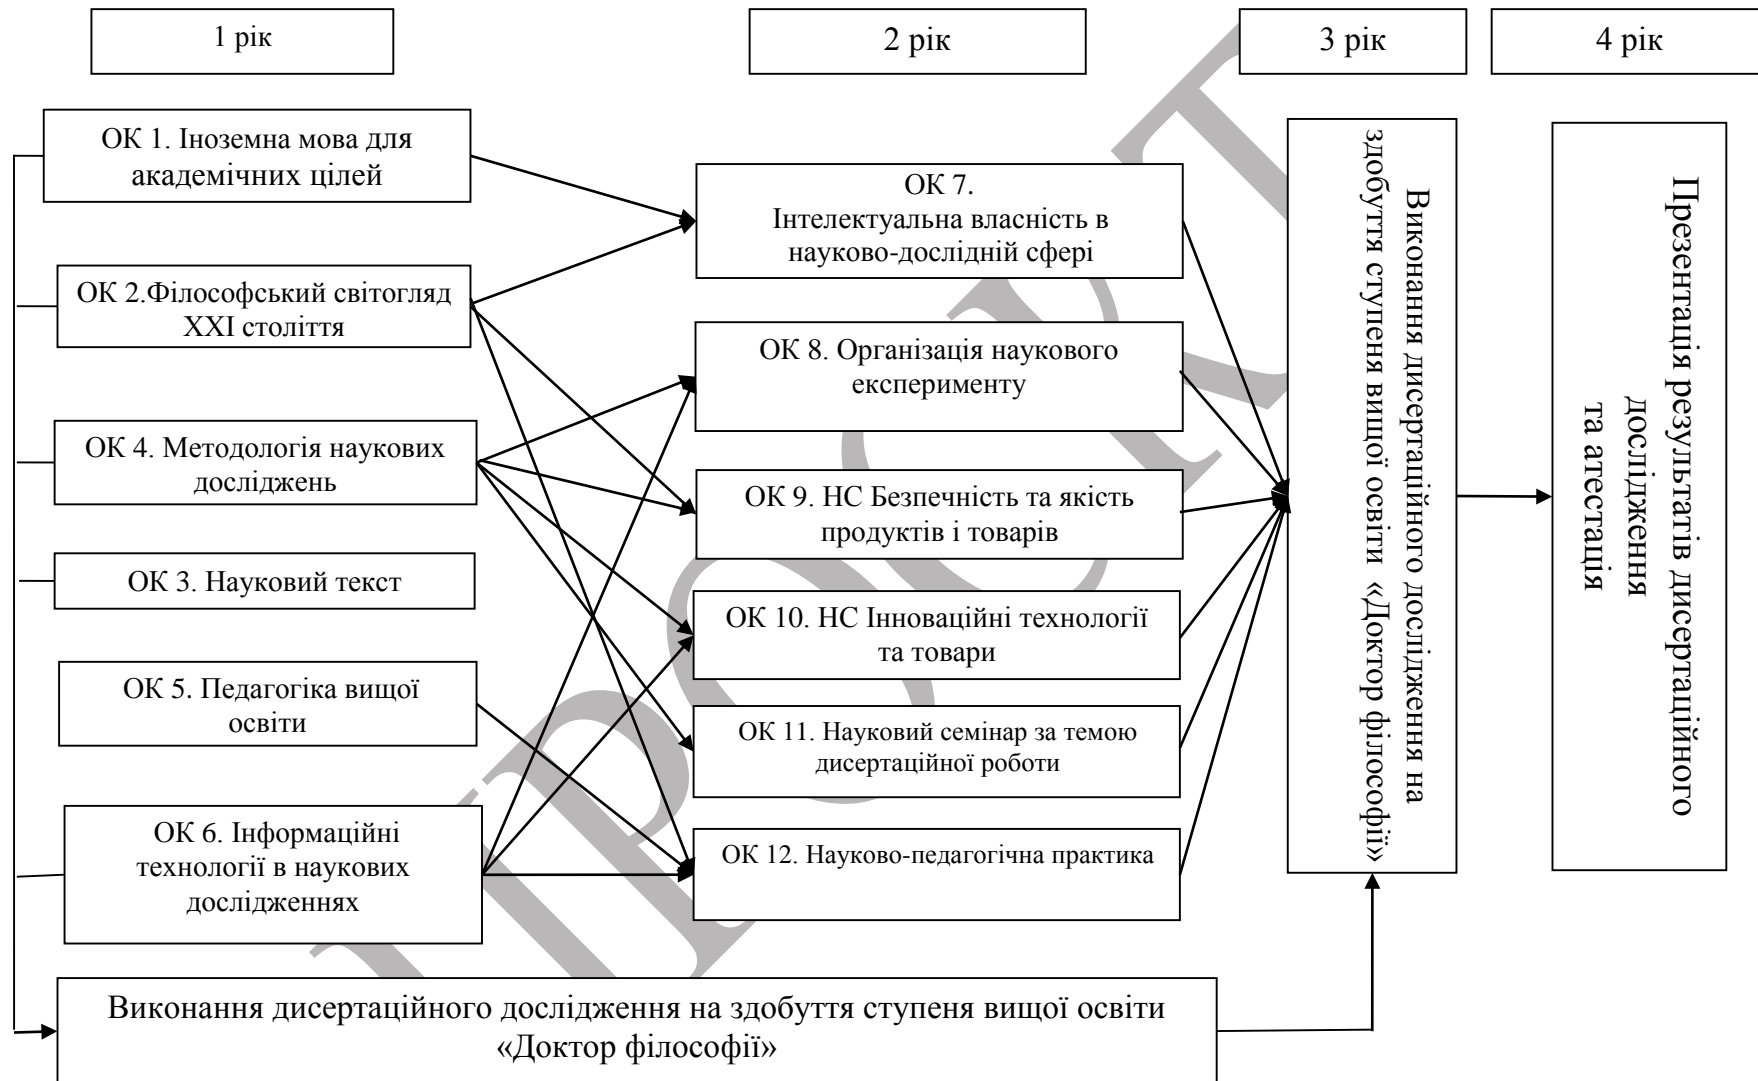 1 рік
2 рік
3 рік
4 рік
ОК 1. Іноземна мова для
академічних цілей
ОК 2.Філософський світогляд
ХХІ століття
ОК 4. Методологія наукових
досліджень
ОК 3. Науковий текст
ОК 5. Педагогіка вищої
освіти
ОК 6. Інформаційні
технології в наукових
дослідженнях
ОК 7.
Інтелектуальна власність в
науково-дослідній сфері
ОК 8. Організація наукового
експерименту
ОК 9. НС Безпечність та якість
продуктів і товарів
ОК 10. НС Інноваційні технології
та товари
ОК 11. Науковий семінар за темою
дисертаційної роботи
ОК 12. Науково-педагогічна практика
Виконання дисертаційного дослідження на
здобуття ступеня вищої освіти «Доктор філософії»
Презентація результатів дисертаційного
дослідження
та атестація
Виконання дисертаційного дослідження на здобуття ступеня вищої освіти
«Доктор філософії»
ПРОЄКТ